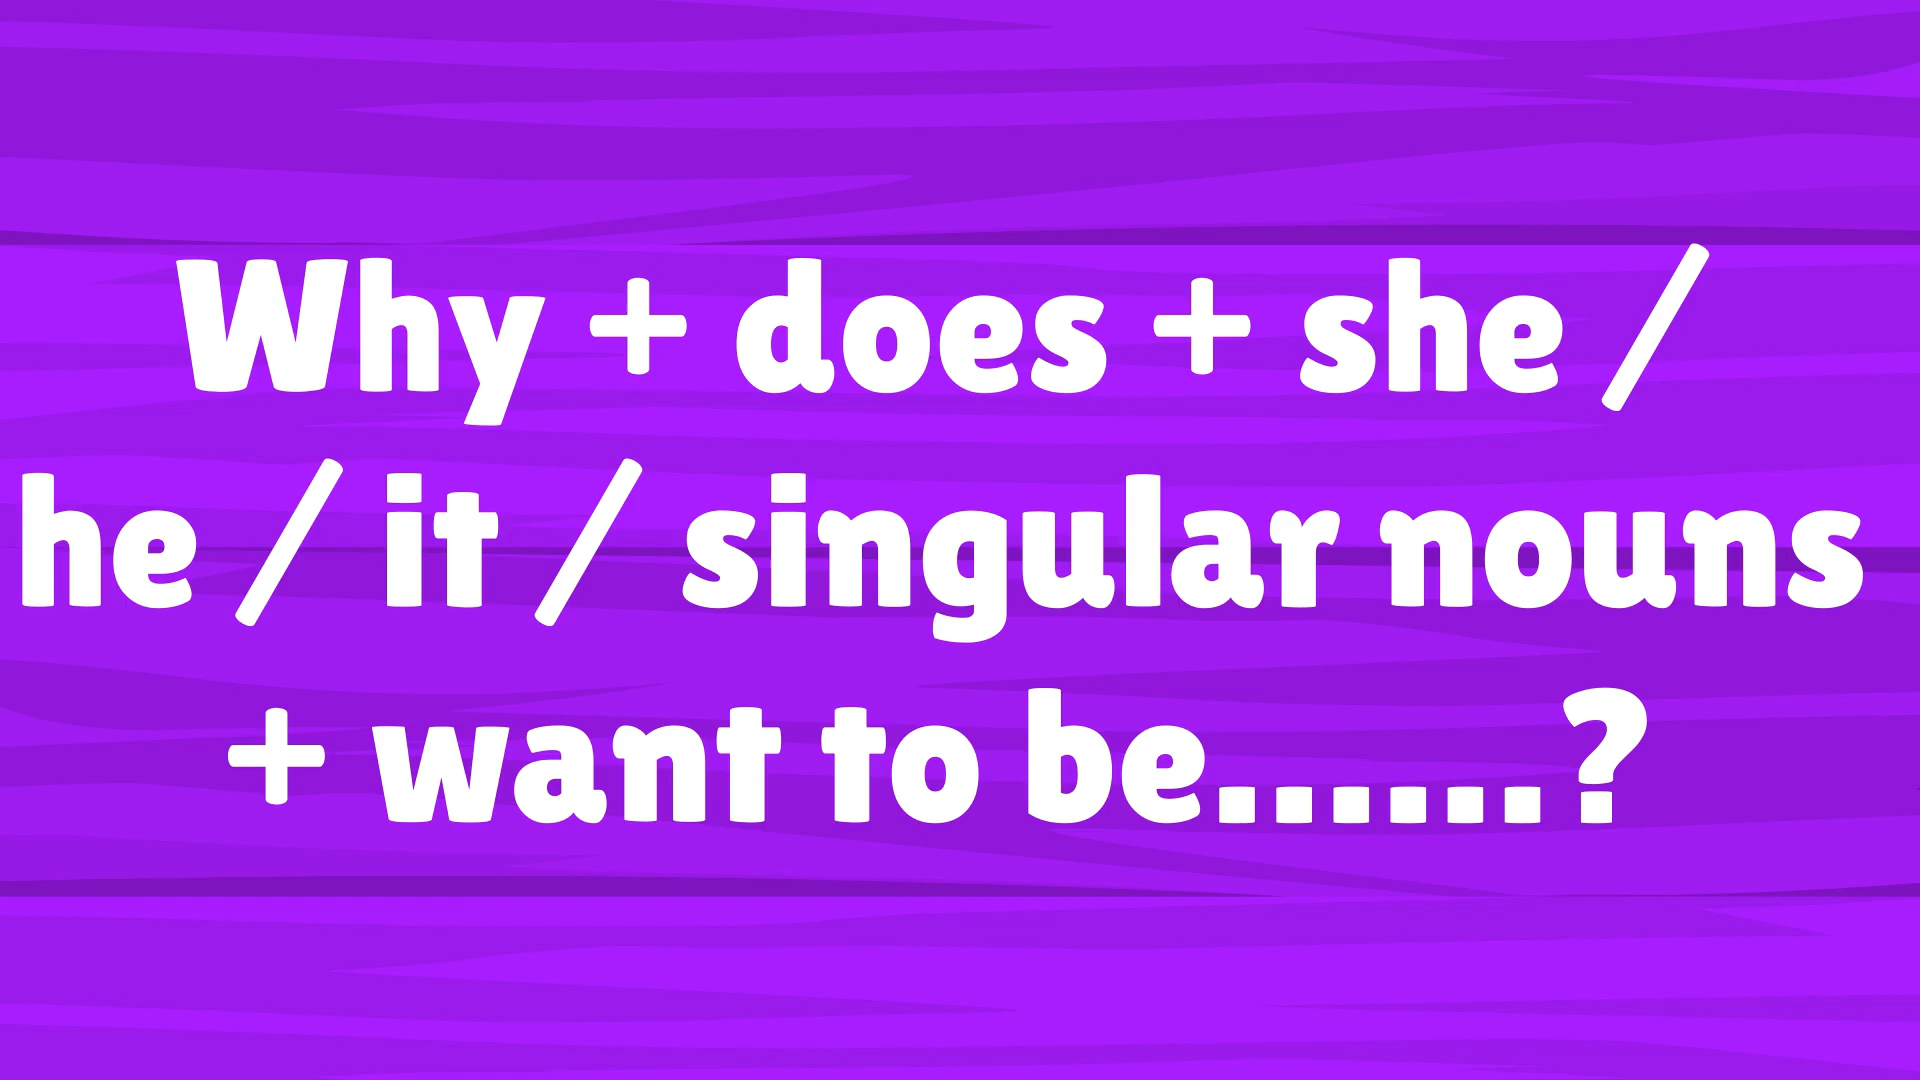 Why + does + she /
he / it / singular nouns
+ want to be......?